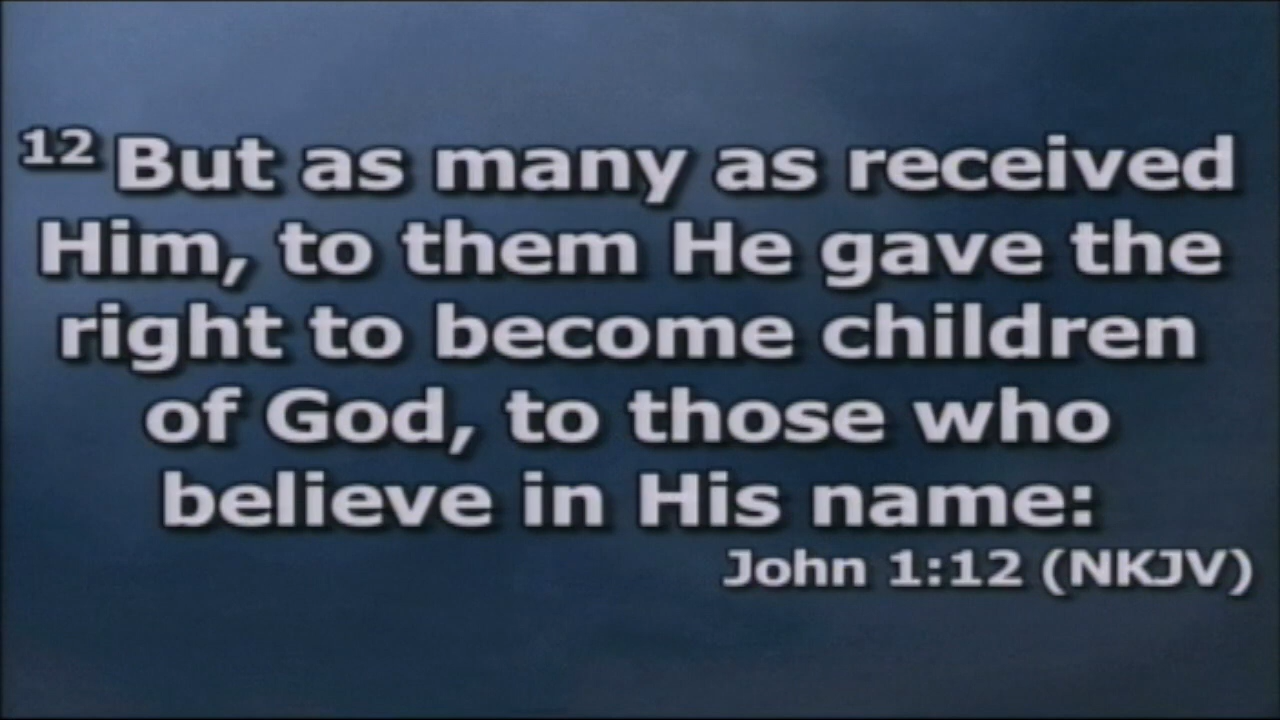 12 But as many as received
Him, to them He gave the
right to become children
of God, to those who
believe in His name:
John 1:12 (NKJV)